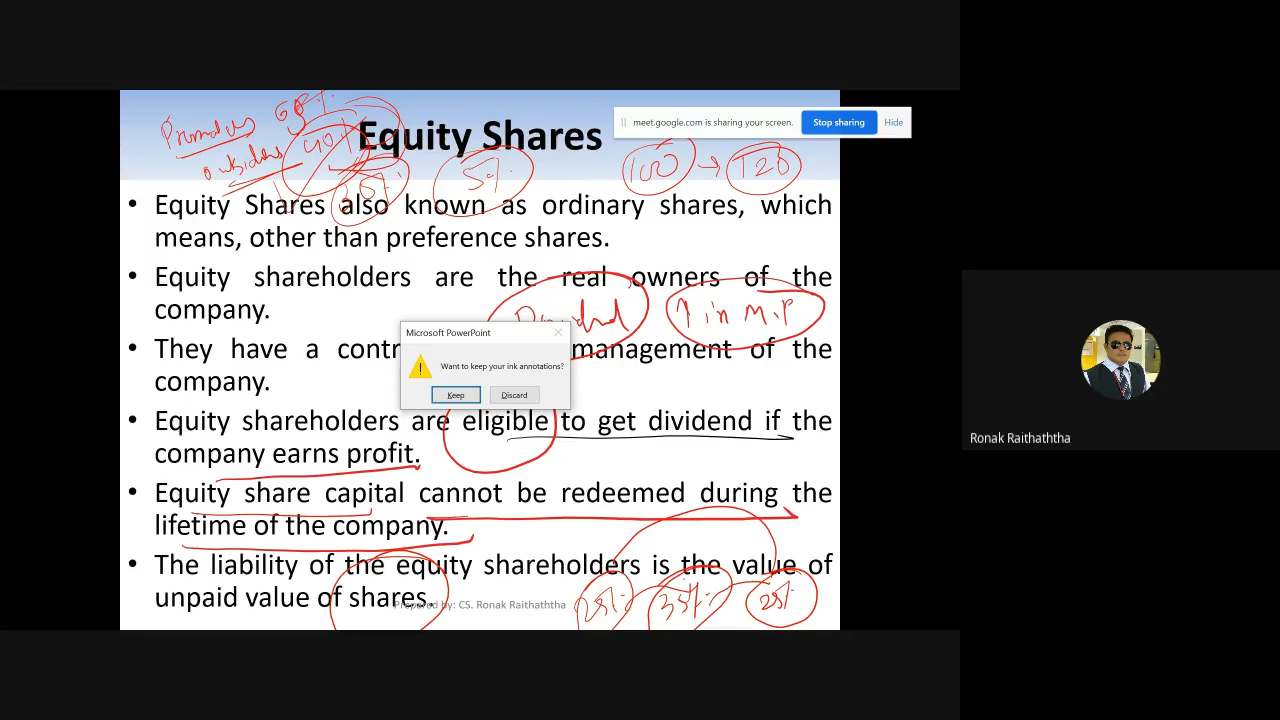 Promoters 60%
outsiders 40%
35%
5%
100 → 120
Equity Shares
meet.google.com is sharing your screen.
Stop sharing
Hide
• Equity Shares also known as ordinary shares, which
means, other than preference shares.
• Equity shareholders are the real owners of the
company.
Dividend
↑ in M.P
• They have a contr management of the
company.
Microsoft PowerPoint
Want to keep your ink annotations?
Keep
Discard
• Equity shareholders are eligible to get dividend if the
company earns profit.
• Equity share capital cannot be redeemed during the
lifetime of the company.
• The liability of the equity shareholders is the value of
unpaid value of shares.
Prepared by: CS. Ronak Raithaththa
25%
35%
25%
Ronak Raithaththa